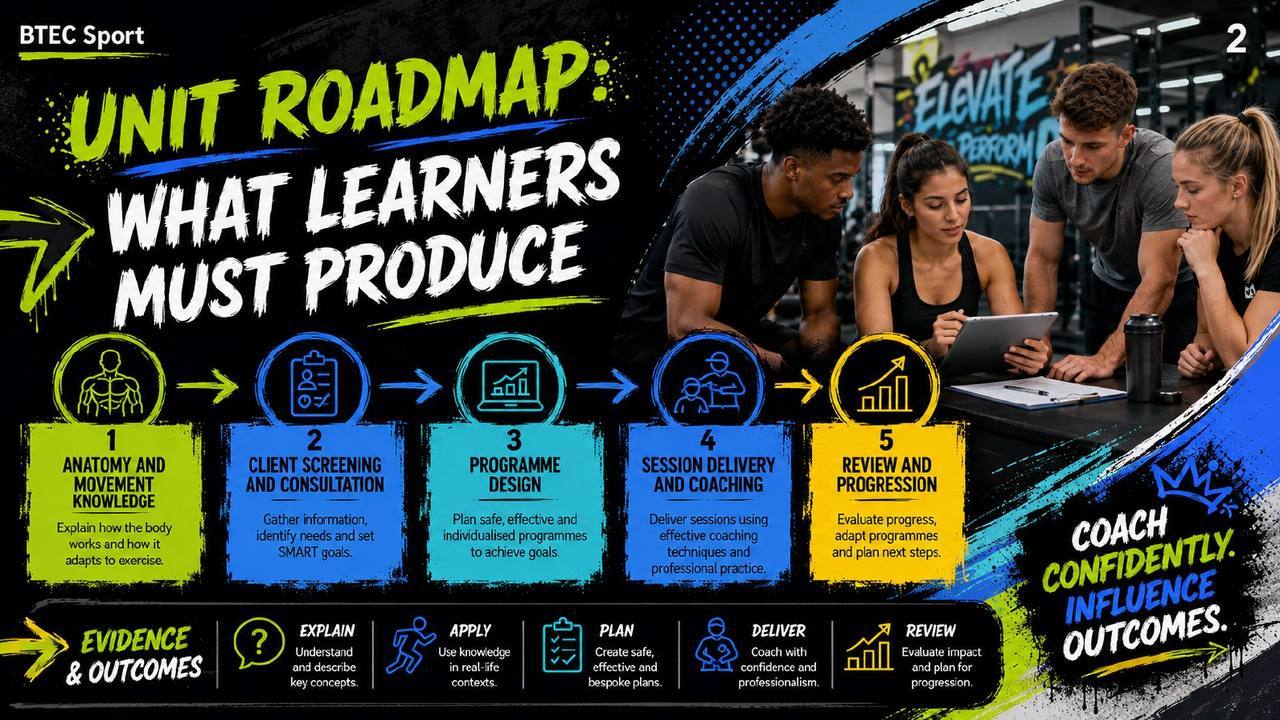 BTEC Sport
2
UNIT ROADMAP:
WHAT LEARNERS
MUST PRODUCE
ELEVATE
PERFORM
1
ANATOMY AND
MOVEMENT
KNOWLEDGE
Explain how the body
works and how it
adapts to exercise.
2
CLIENT SCREENING
AND CONSULTATION
Gather information,
identify needs and set
SMART goals.
3
PROGRAMME
DESIGN
Plan safe, effective and
individualised programmes
to achieve goals.
4
SESSION DELIVERY
AND COACHING
Deliver sessions using
effective coaching
techniques and
professional practice.
5
REVIEW AND
PROGRESSION
Evaluate progress,
adapt programmes
and plan next steps.
COACH
CONFIDENTLY.
INFLUENCE
OUTCOMES.
EVIDENCE
& OUTCOMES
?
EXPLAIN
Understand
and describe
key concepts.
APPLY
Use knowledge
in real-life
contexts.
PLAN
Create safe,
effective and
bespoke plans.
DELIVER
Coach with
confidence and
professionalism.
REVIEW
Evaluate impact
and plan for
progression.